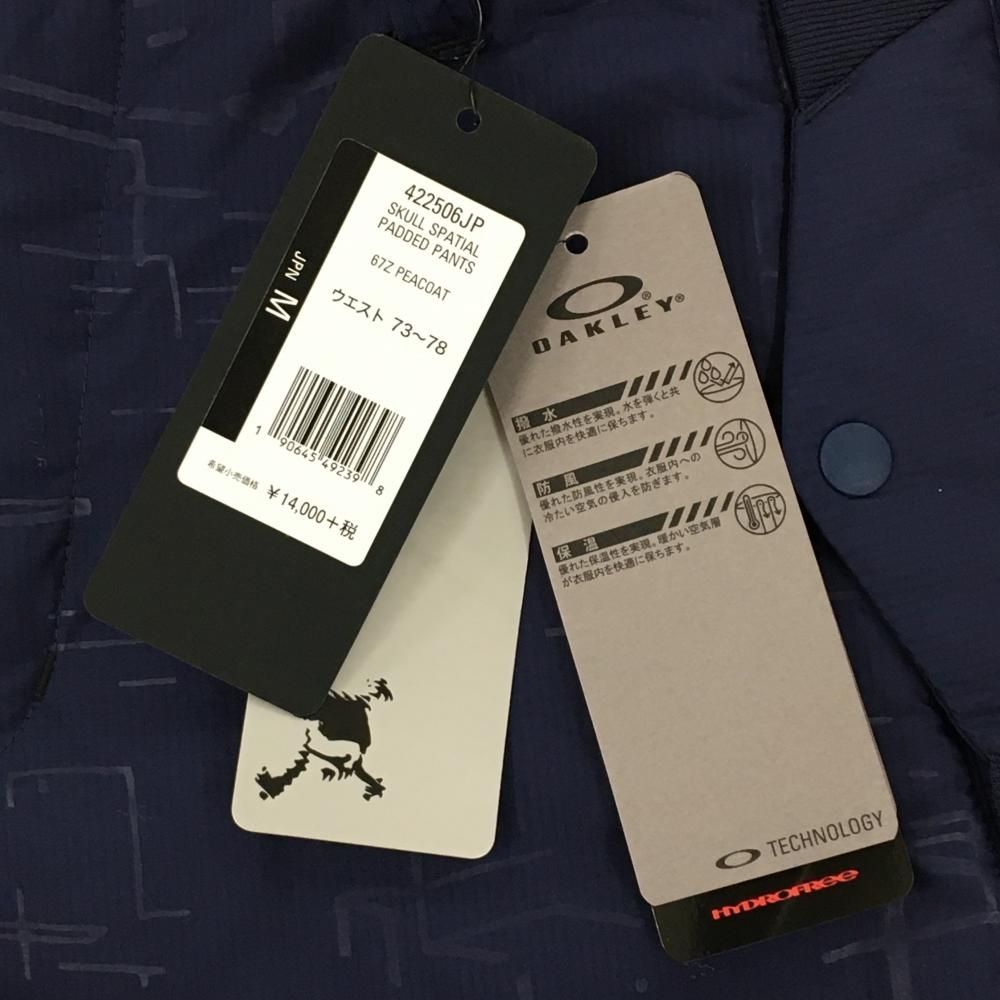 422506JP
SKULL SPATIAL
PADDED PANTS
67Z PEACOAT
ウエスト 73～78
JPN M
1 90645 49239 8
希望小売価格 ¥14,000+税
OAKLEY®
撥水
優れた撥水性を実現。水を弾くと共
に衣服内を快適に保ちます。
防風
優れた防風性を実現。衣服内への
冷たい空気の侵入を防ぎます。
保温
優れた保温性を実現。暖かい空気層
が衣服内を快適に保ちます。
TECHNOLOGY
HYDROFREE